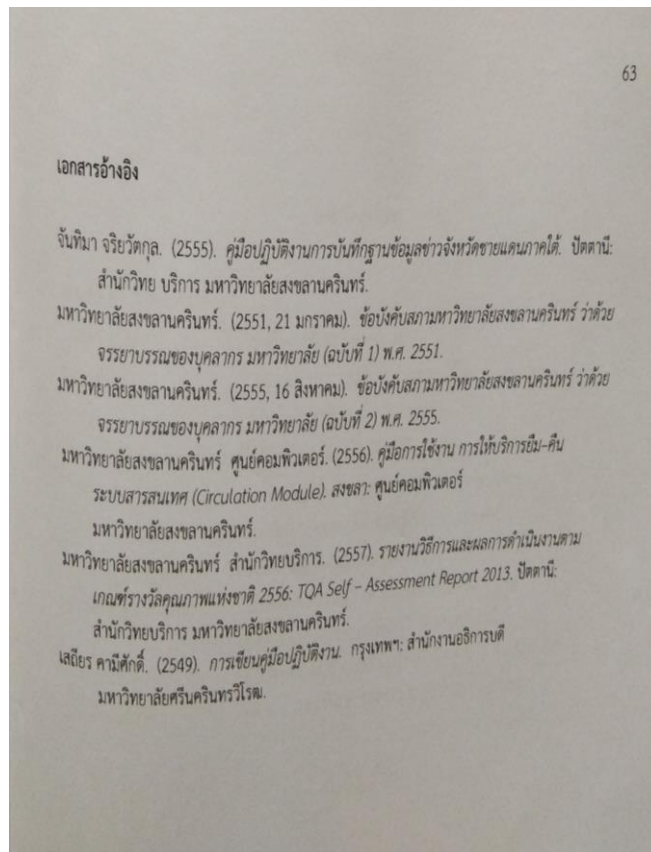 63
เอกสารอ้างอิง
จันทิมา จริยวัตกุล. (2555). คู่มือปฏิบัติงานการบันทึกฐานข้อมูลข่าวจังหวัดชายแดนภาคใต้. ปัตตานี:
สำนักวิทย บริการ มหาวิทยาลัยสงขลานครินทร์.
มหาวิทยาลัยสงขลานครินทร์. (2551, 21 มกราคม). ข้อบังคับสภามหาวิทยาลัยสงขลานครินทร์ ว่าด้วย
จรรยาบรรณของบุคลากร มหาวิทยาลัย (ฉบับที่ 1) พ.ศ. 2551.
มหาวิทยาลัยสงขลานครินทร์. (2555, 16 สิงหาคม). ข้อบังคับสภามหาวิทยาลัยสงขลานครินทร์ ว่าด้วย
จรรยาบรรณของบุคลากร มหาวิทยาลัย (ฉบับที่ 2) พ.ศ. 2555.
มหาวิทยาลัยสงขลานครินทร์ ศูนย์คอมพิวเตอร์. (2556). คู่มือการใช้งาน การให้บริการยืม-คืน
ระบบสารสนเทศ (Circulation Module). สงขลา: ศูนย์คอมพิวเตอร์
มหาวิทยาลัยสงขลานครินทร์.
มหาวิทยาลัยสงขลานครินทร์ สำนักวิทยบริการ. (2557). รายงานวิธีการและผลการดำเนินงานตาม
เกณฑ์รางวัลคุณภาพแห่งชาติ 2556: TQA Self – Assessment Report 2013. ปัตตานี:
สำนักวิทยบริการ มหาวิทยาลัยสงขลานครินทร์.
เสถียร คามีศักดิ์. (2549). การเขียนคู่มือปฏิบัติงาน. กรุงเทพฯ: สำนักงานอธิการบดี
มหาวิทยาลัยศรีนครินทรวิโรฒ.